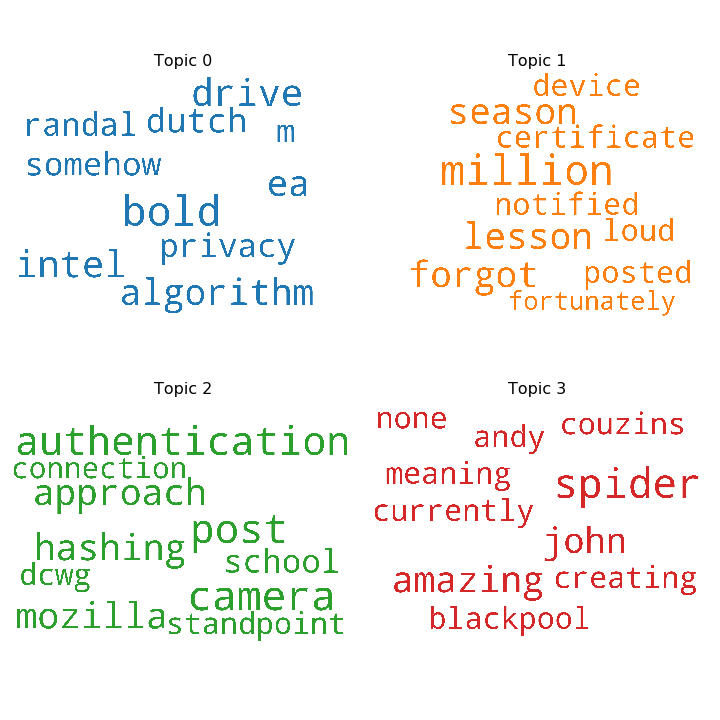 Topic 0
drive
randal dutch m
somehow
ea
bold
privacy
intel
algorithm
Topic 1
device
season
certificate
million
notified
lesson loud
forgot posted
fortunately
Topic 2
authentication
connection
approach
post
hashing
school
dcwg
camera
mozilla standpoint
Topic 3
none andy couzins
meaning
spider
currently
john
amazing creating
blackpool